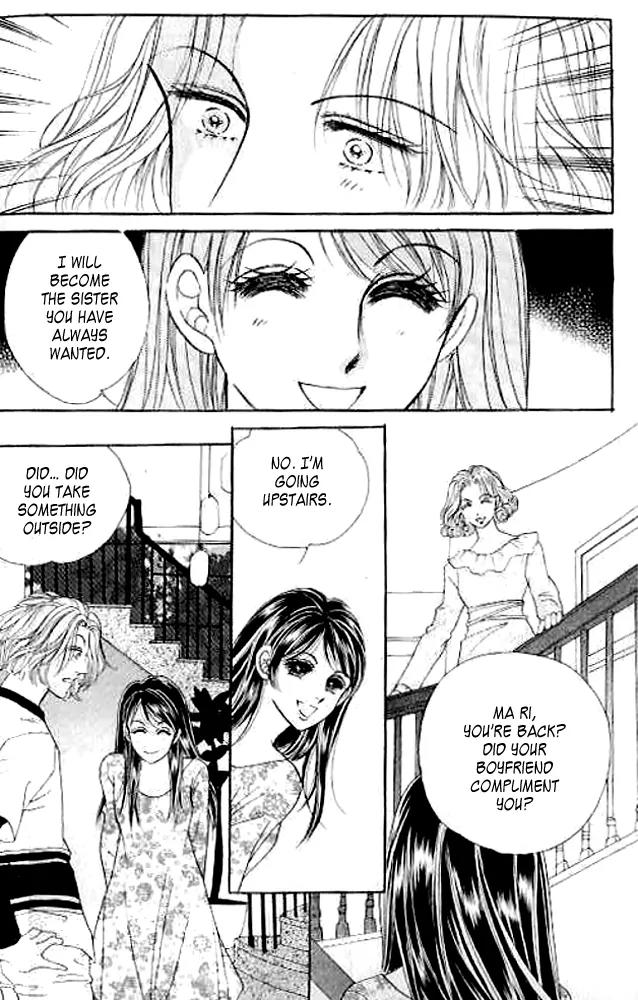 I WILL
BECOME
THE SISTER
YOU HAVE
ALWAYS
WANTED.
DID... DID
YOU TAKE
SOMETHING
OUTSIDE?
NO. I'M
GOING
UPSTAIRS.
MA RI,
YOU'RE BACK?
DID YOUR
BOYFRIEND
COMPLIMENT
YOU?